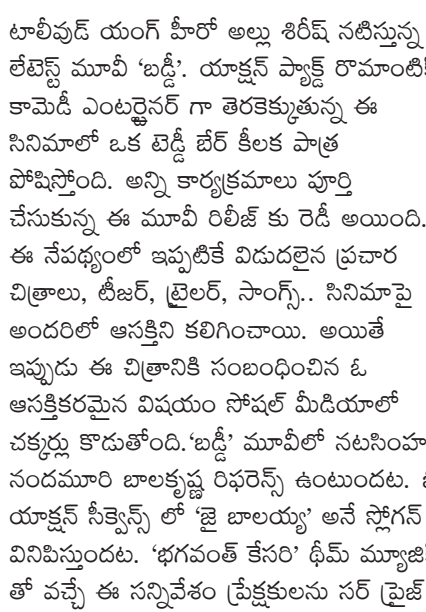 టాలీవుడ్ యంగ్ హీరో అల్లు శిరీష్ నటిస్తున్న
లేటెస్ట్ మూవీ ‘బడ్డీ’. యాక్షన్ ప్యాక్డ్
కామెడీ ఎంటర్టైనర్ గా తెరకెక్కుతున్న ఈ
సినిమాలో ఒక టెడ్డీ బేర్ కీలక పాత్ర
పోషిస్తోంది. అన్ని కార్యక్రమాలు పూర్తి
చేసుకున్న ఈ మూవీ రిలీజ్ కు రెడీ అయింది.
ఈ నేపథ్యంలో ఇప్పటికే విడుదలైన ప్రచార
చిత్రాలు, టీజర్, ట్రైలర్, సాంగ్స్.. సినిమాపై
అందరిలో ఆసక్తిని కలిగించాయి. అయితే
ఇప్పుడు ఈ చిత్రానికి సంబంధించిన ఓ
ఆసక్తికరమైన విషయం సోషల్ మీడియాలో
చక్కర్లు కొడుతోంది.‘బడ్డీ’ మూవీలో
నందమూరి బాలకృష్ణ రిఫరెన్స్ ఉంటుందట.
యాక్షన్ సీక్వెన్స్ లో ‘జై బాలయ్య’ అనే స్లోగన్
వినిపిస్తుందట. ‘భగవంత్ కేసరి’ థీమ్
తో వచ్చే ఈ సన్నివేశం ప్రేక్షకులను సర్ ప్రైజ్